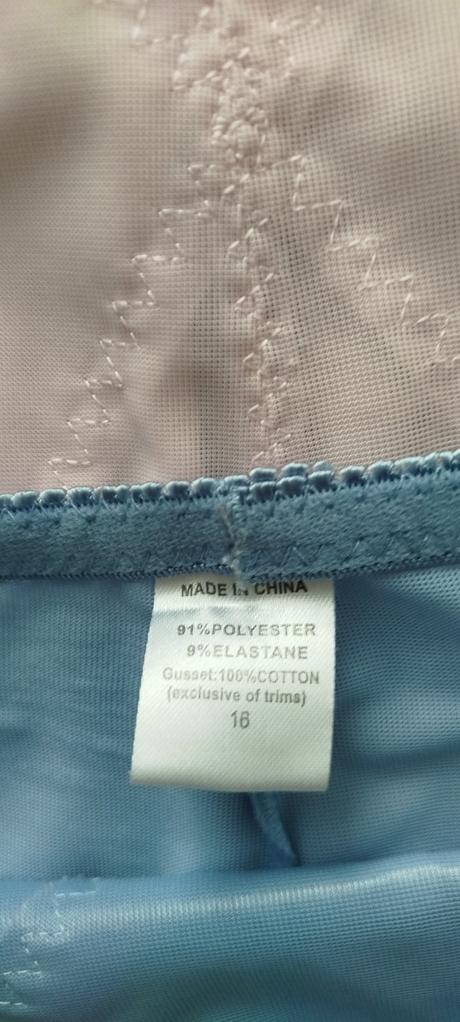 MADE IN CHINA
91%POLYESTER
9%ELASTANE
Gusset:100%COTTON
(exclusive of trims)
16